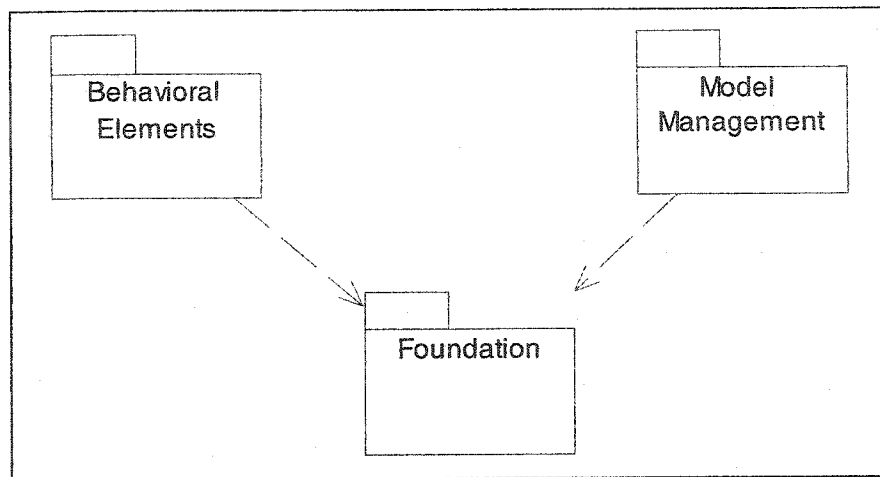 Behavioral
Elements
Model
Management
Foundation